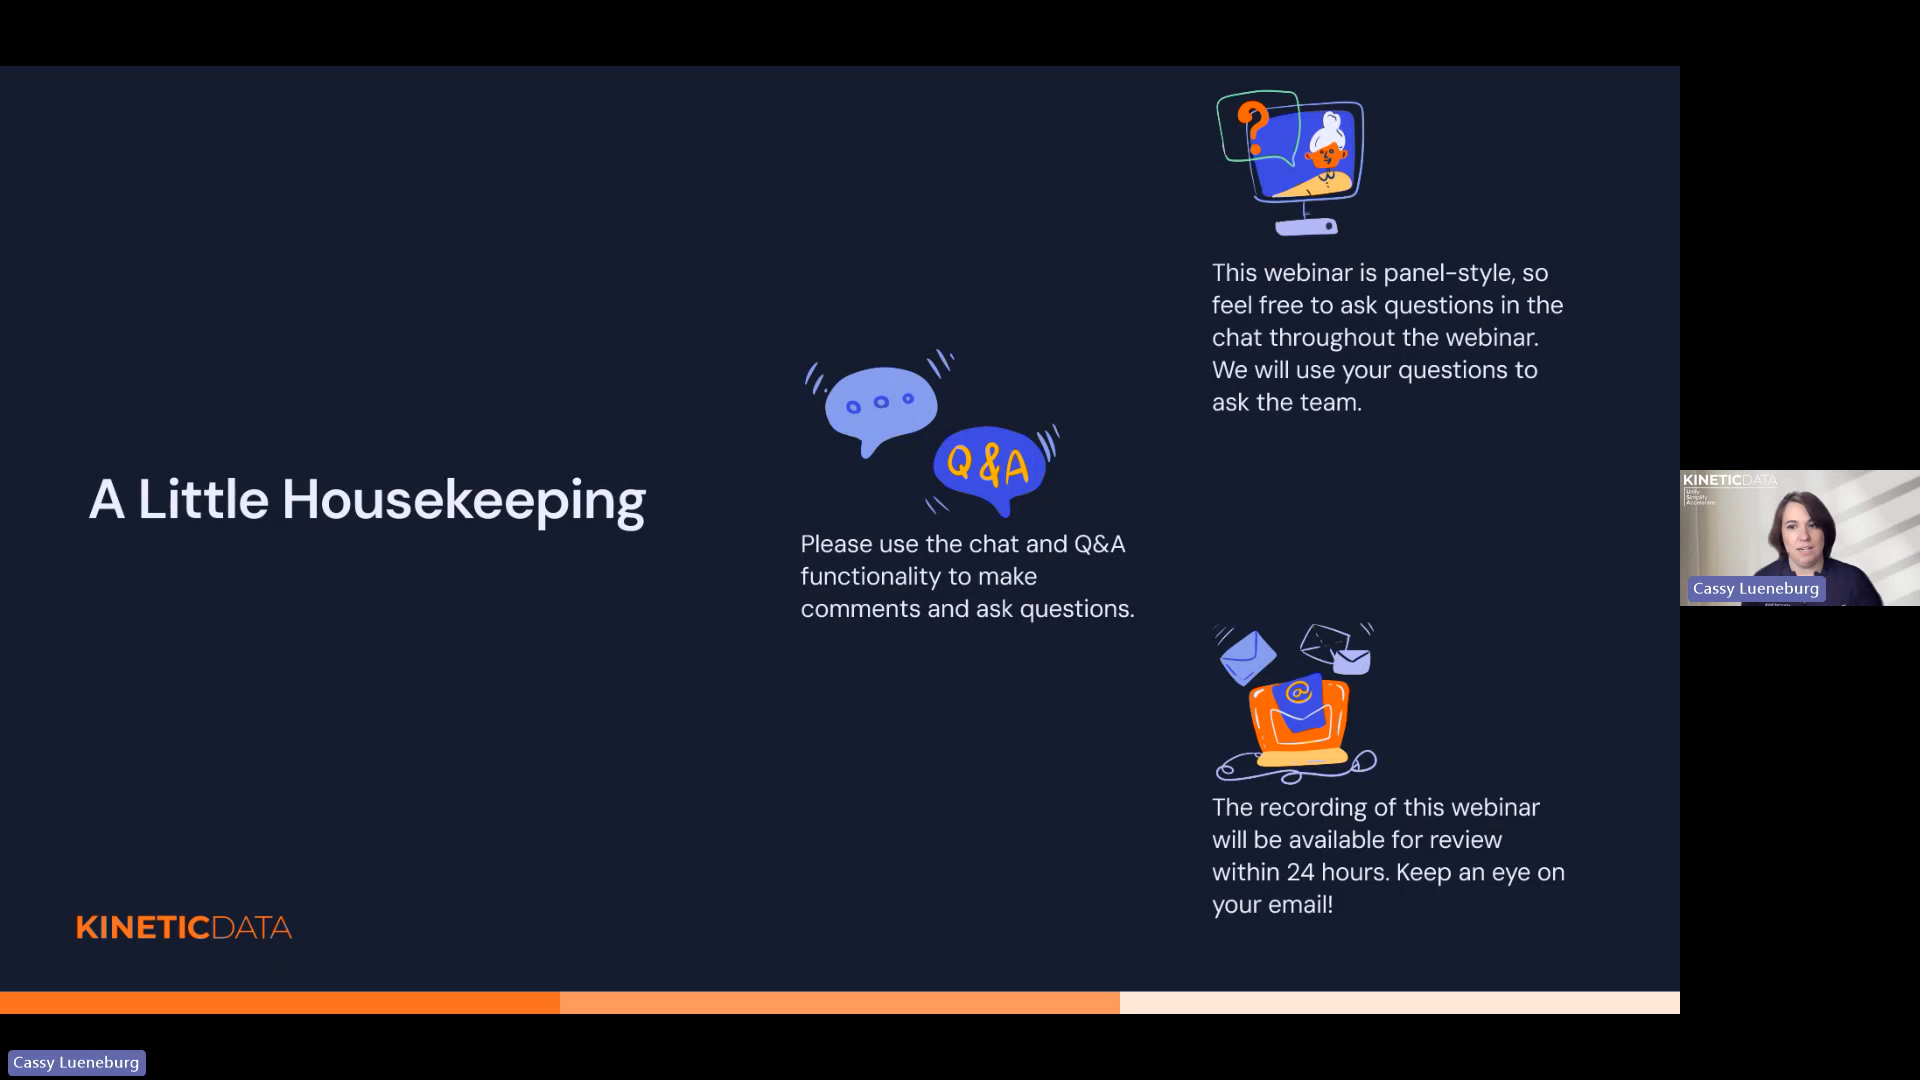 A Little Housekeeping
Q&A
Please use the chat and Q&A
functionality to make
comments and ask questions.
?
This webinar is panel-style, so
feel free to ask questions in the
chat throughout the webinar.
We will use your questions to
ask the team.
@
The recording of this webinar
will be available for review
within 24 hours. Keep an eye on
your email!
KINETICDATA
KINETICDATA
Unify
Simplify
Accelerate
Cassy Lueneburg
Cassy Lueneburg